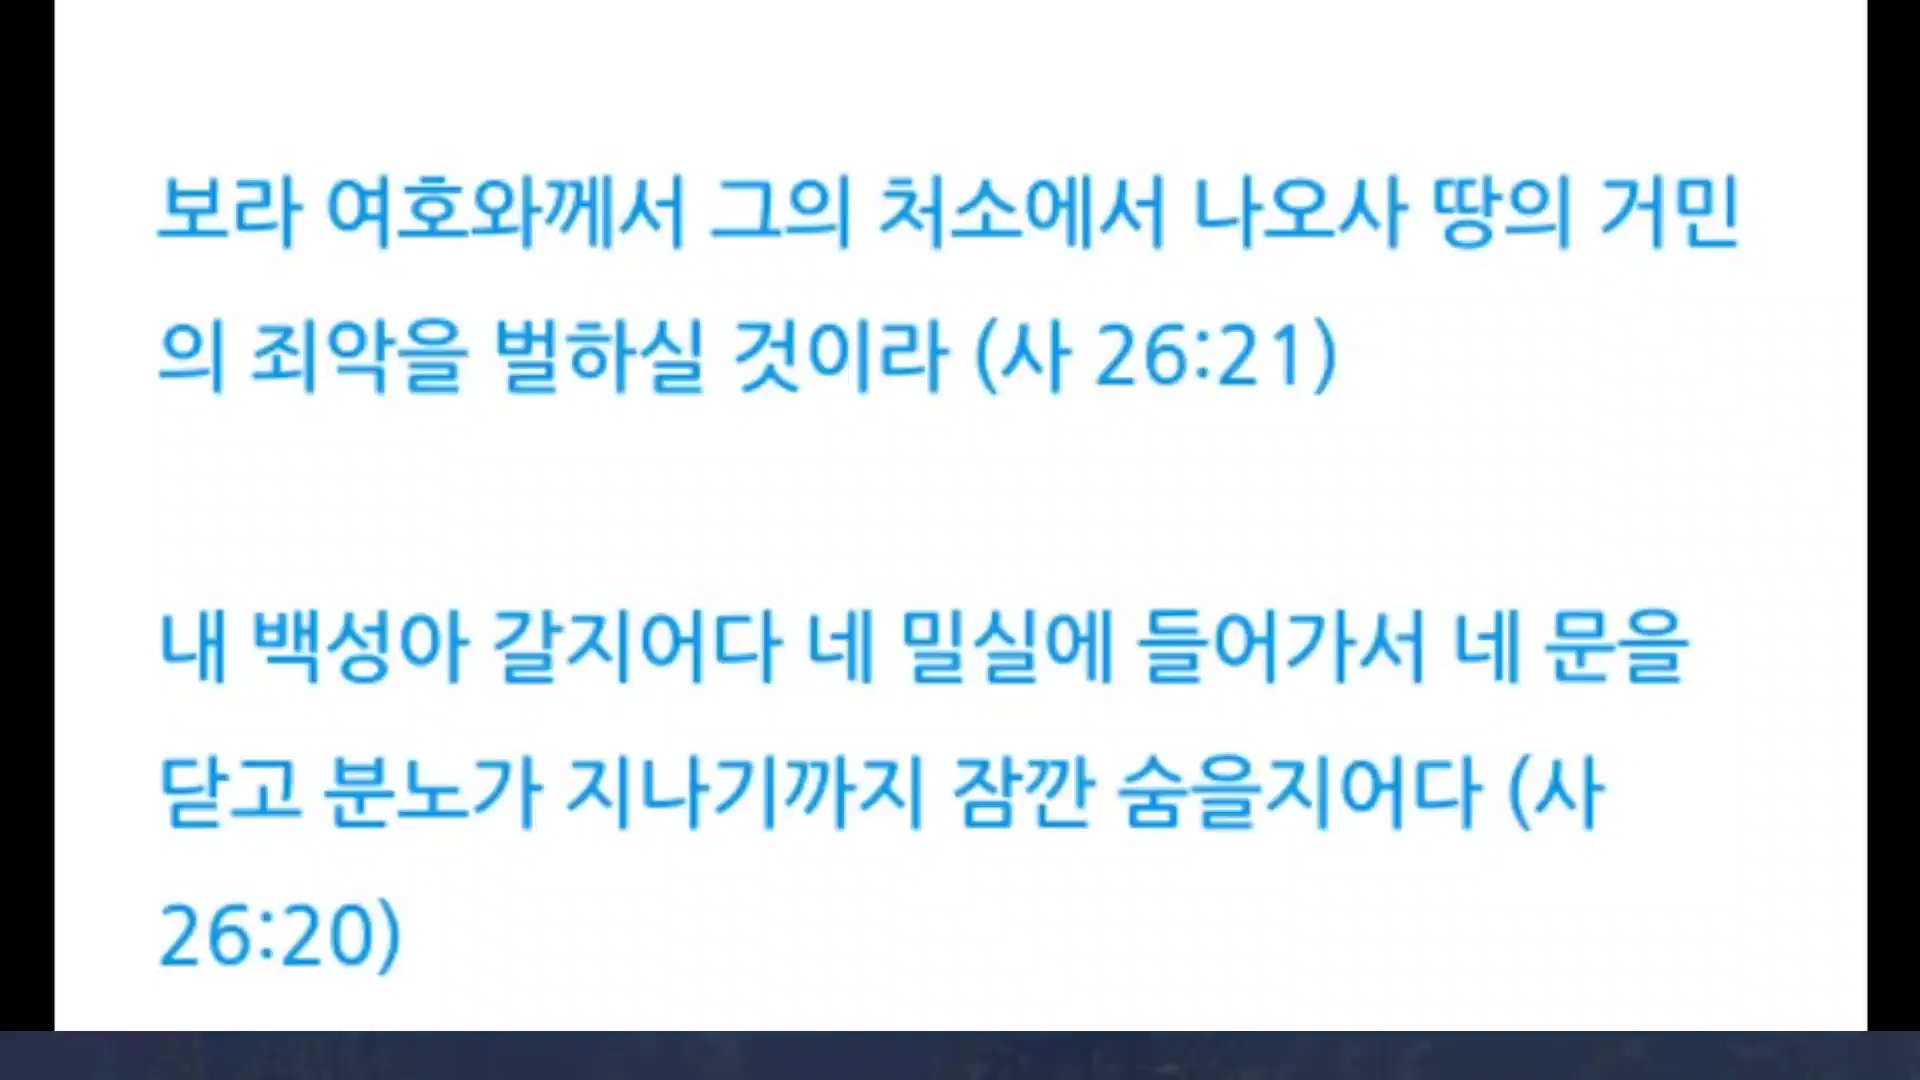 보라 여호와께서 그의 처소에서 나오사 땅의 거민
의 죄악을 벌하실 것이라 (사 26:21)
내 백성아 갈지어다 네 밀실에 들어가서 네 문을
닫고 분노가 지나기까지 잠깐 숨을지어다 (사
26:20)